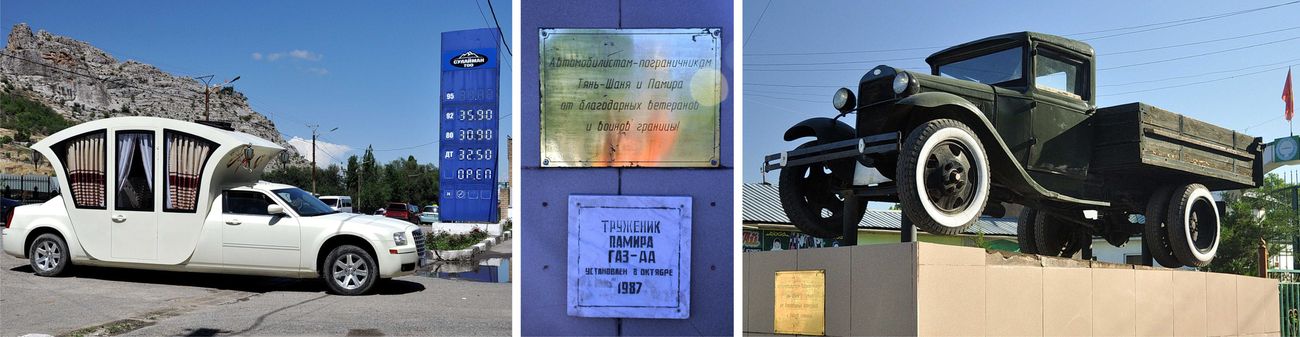 СУЛАЙМАН
ТОО
95
92 35.90
80 30.90
ДТ 32.50
OPEN
Автомобилистам-пограничникам
Тянь-Шаня и Памира
от благодарных ветеранов
и воинов границы!
ТРУЖЕНИК
ПАМИРА
ГАЗ-АА
УСТАНОВЛЕН В ОКТЯБРЕ
1987